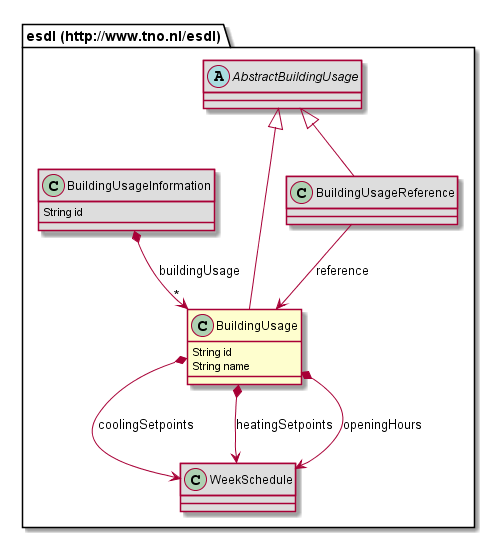 esdl (http://www.tno.nl/esdl)
A AbstractBuildingUsage
C BuildingUsageInformation
String id
C BuildingUsageReference
buildingUsage
reference
*
C BuildingUsage
String id
String name
coolingSetpoints
heatingSetpoints
openingHours
C WeekSchedule